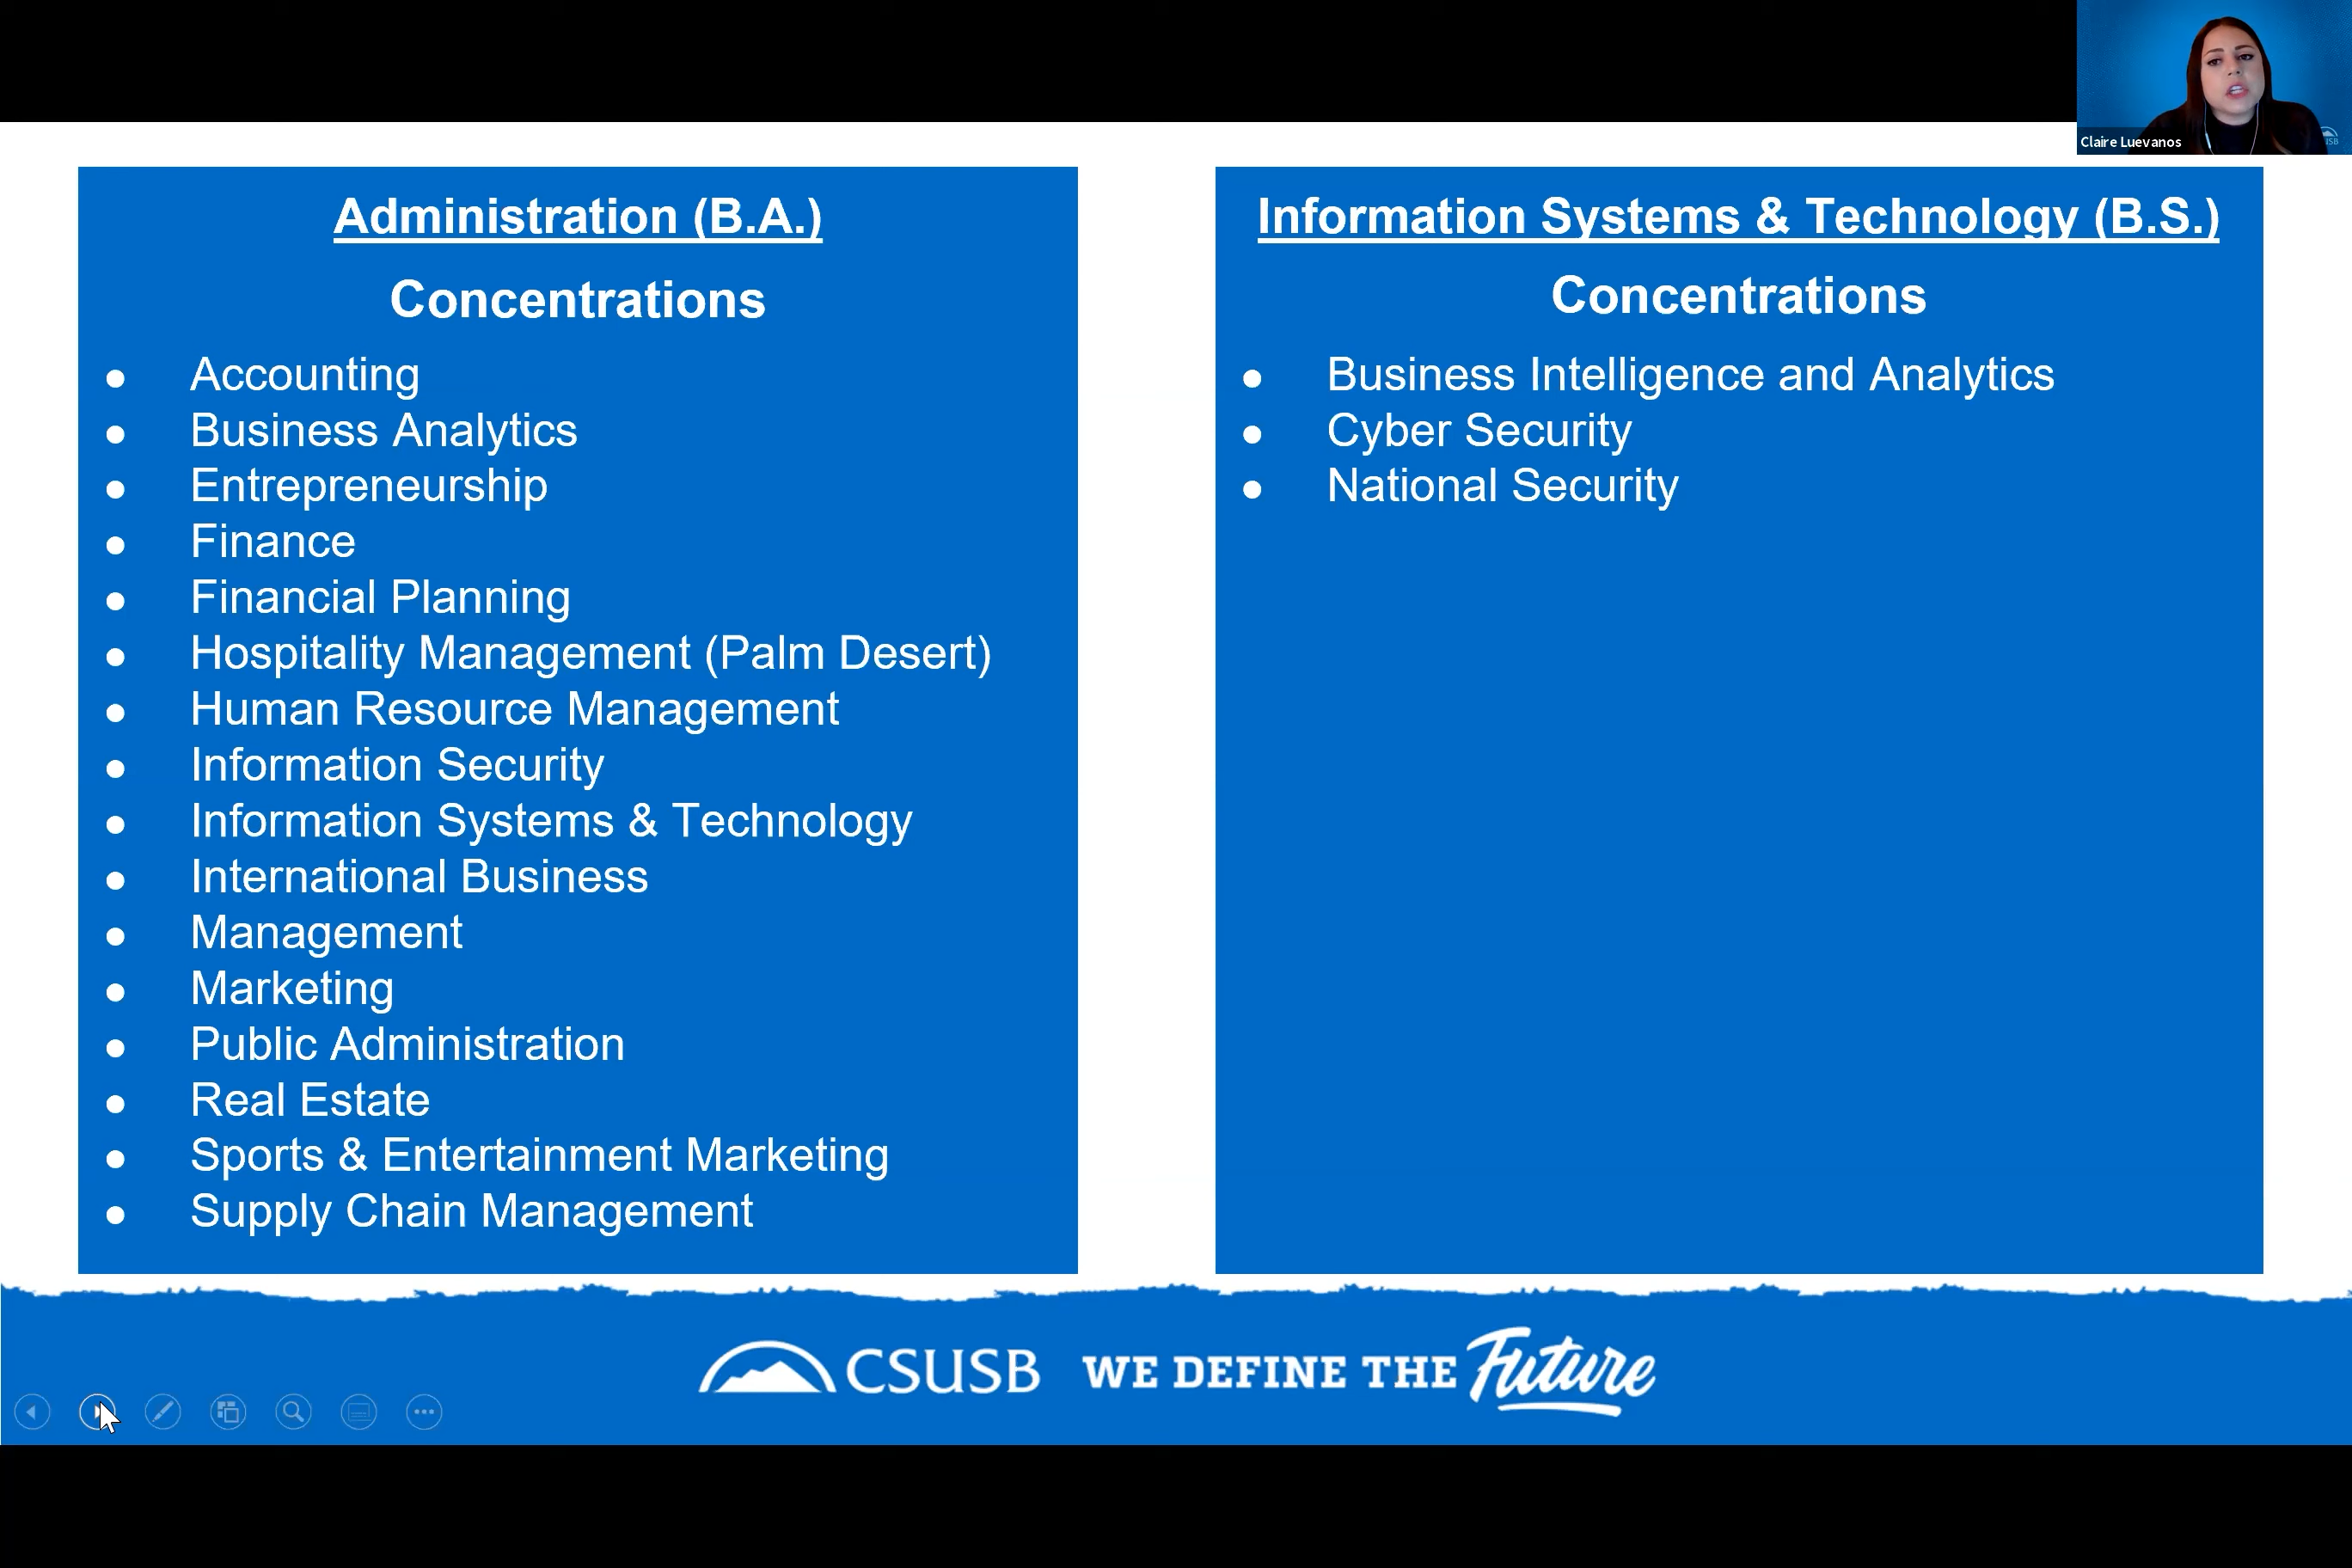 Claire Luevanos
Administration (B.A.)
Concentrations
● Accounting
● Business Analytics
● Entrepreneurship
● Finance
● Financial Planning
● Hospitality Management (Palm Desert)
● Human Resource Management
● Information Security
● Information Systems & Technology
● International Business
● Management
● Marketing
● Public Administration
● Real Estate
● Sports & Entertainment Marketing
● Supply Chain Management
Information Systems & Technology (B.S.)
Concentrations
● Business Intelligence and Analytics
● Cyber Security
● National Security
CSUSB WE DEFINE THE Future